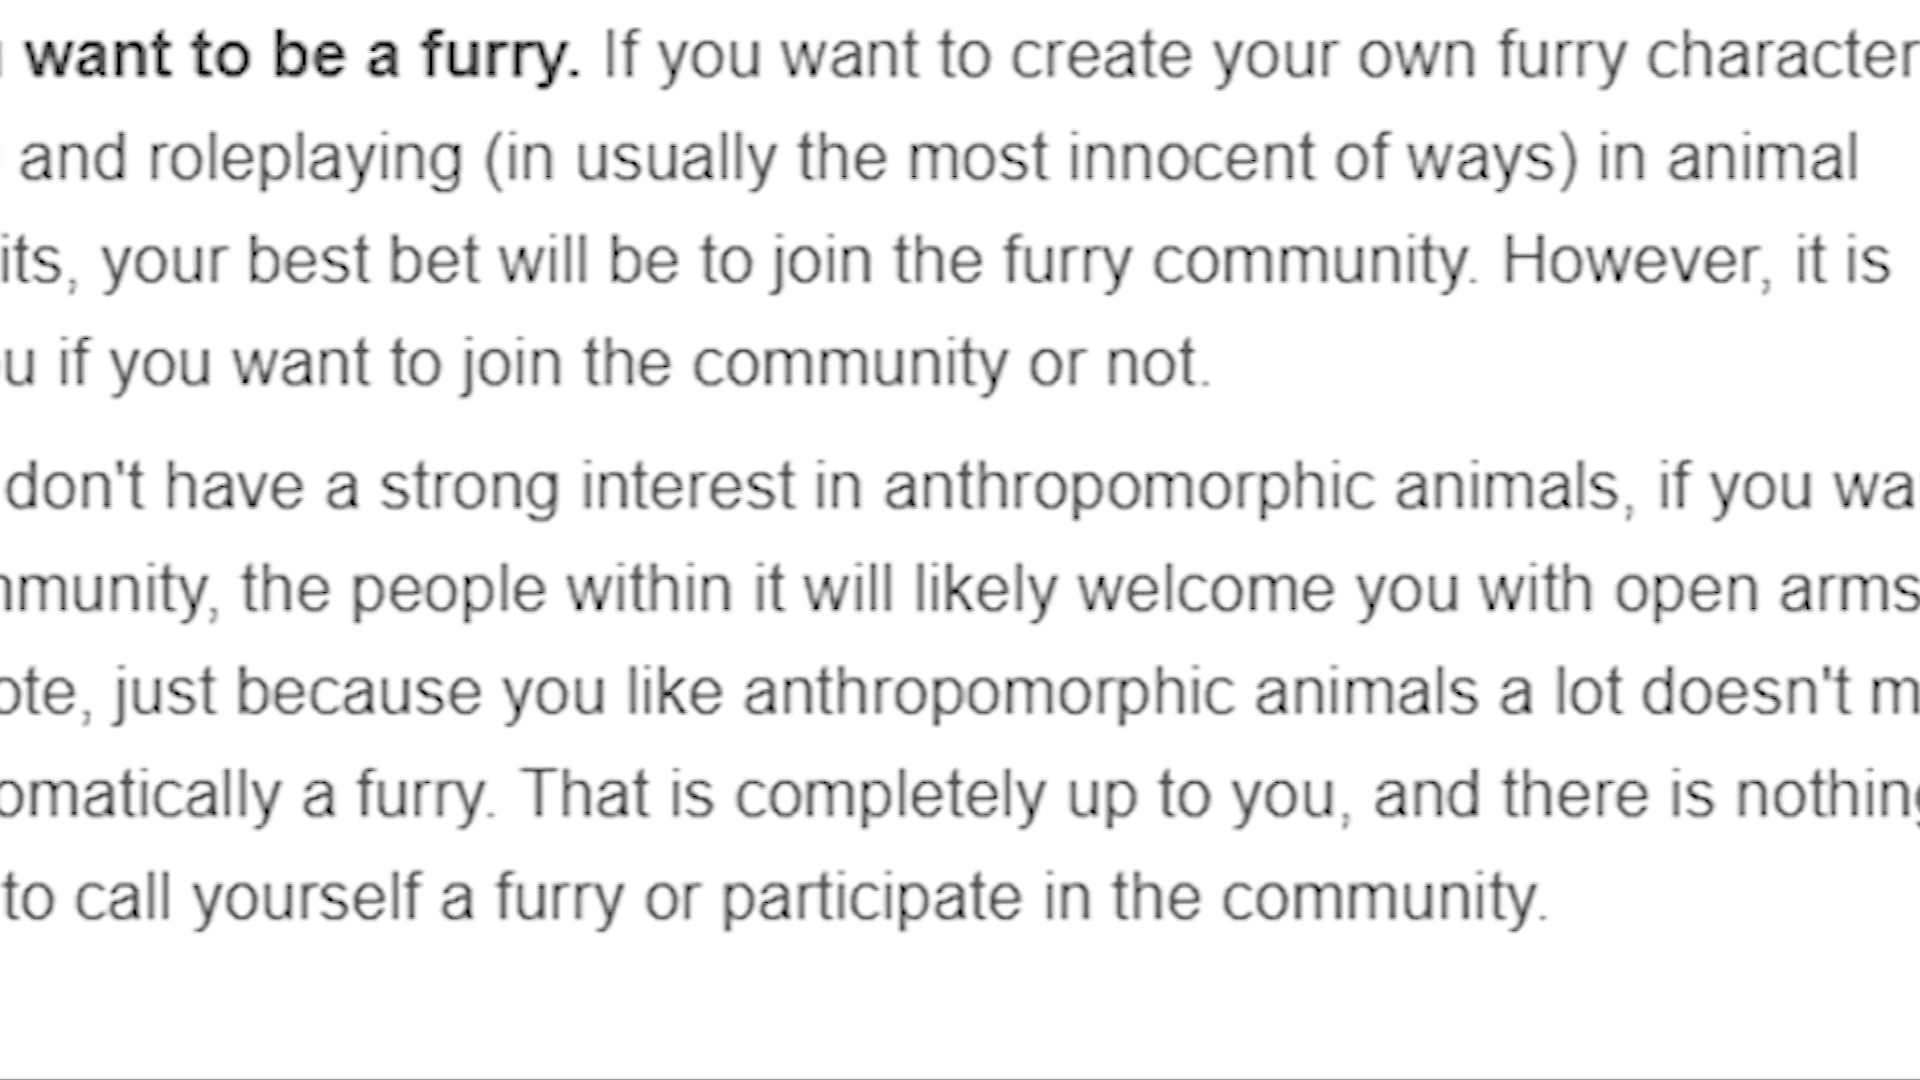 want to be a furry. If you want to create your own furry character
and roleplaying (in usually the most innocent of ways) in animal
its, your best bet will be to join the furry community. However, it is
u if you want to join the community or not.
don't have a strong interest in anthropomorphic animals, if you wa
mmunity, the people within it will likely welcome you with open arms
ote, just because you like anthropomorphic animals a lot doesn't m
omatically a furry. That is completely up to you, and there is nothing
to call yourself a furry or participate in the community.